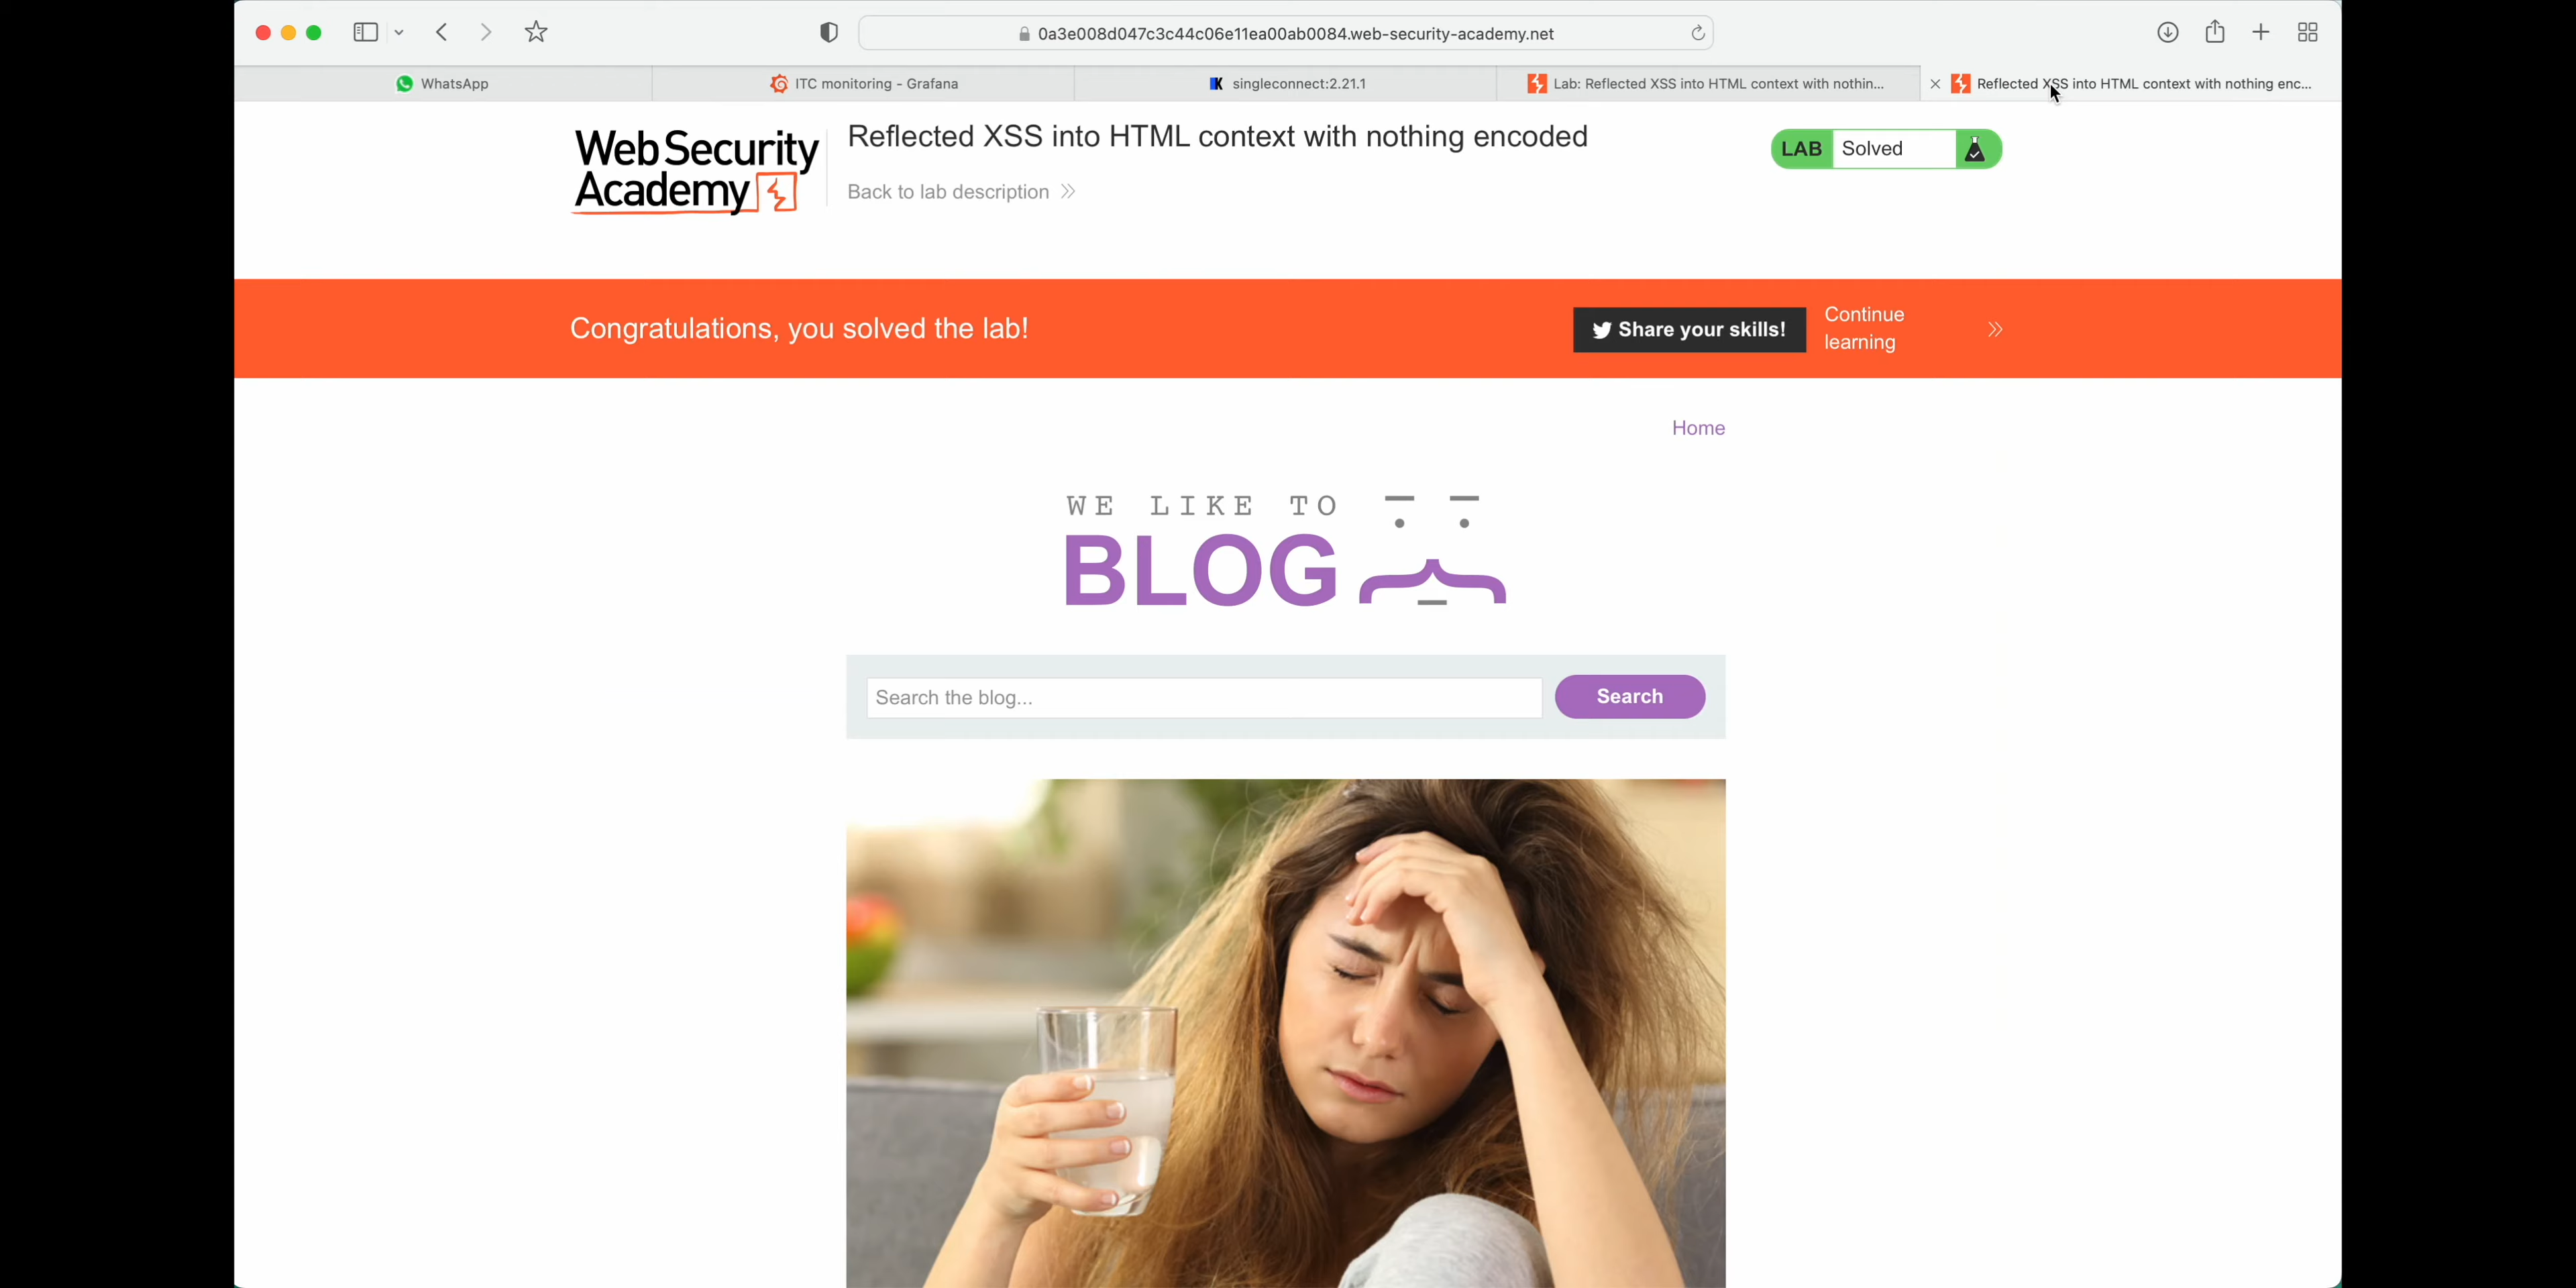 0a3e008d047c3c44c06e11ea00ab0084.web-security-academy.net
WhatsApp
ITC monitoring - Grafana
singleconnect:2.21.1
Lab: Reflected XSS into HTML context with nothin...
Reflected XSS into HTML context with nothing enc...
Web Security
Academy
Reflected XSS into HTML context with nothing encoded
Back to lab description
LAB Solved
Congratulations, you solved the lab!
Share your skills!
Continue
learning
Home
WE LIKE TO
BLOG
Search the blog...
Search